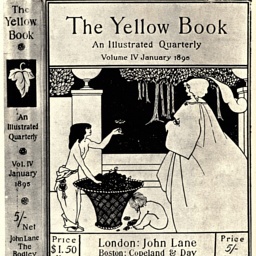 The
Yellow
Book
An
Illustrated
Quarterly
Vol. IV
January
1895
5/-
Net
John Lane
The
Bodley
The Yellow Book
An Illustrated Quarterly
Volume IV January 1895
Price
$1.50
London: John Lane
Boston: Copeland & Day
Price
5/-